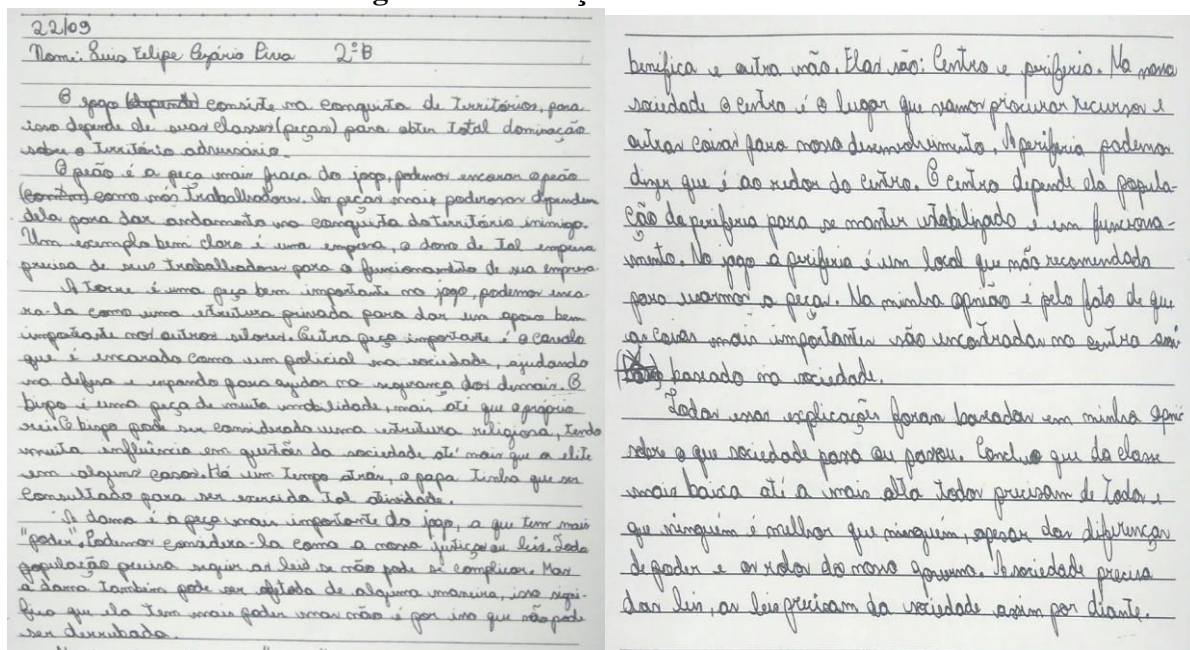 22/09
Nome: Luis Felipe Cezário Piva 2ºB
O jogo (depende) consiste na conquista de Territórios, para
isso depende de suas classes (peças) para obter Total dominação
sobre o Território adversário.
O peão é a peça mais fraca do jogo, podemos encarar o peão
como nós Trabalhadores. As peças mais poderosas dependem
dela para dar andamento na conquista do território inimigo.
Um exemplo bem claro é uma empresa, o dono de Tal empresa
precisa de seus Trabalhadores para o funcionamento de sua empresa.
A Torre é uma peça bem importante no jogo, podemos enca-
ra-la como uma estrutura privada para dar um apoio bem
importante nos outros setores. Outra peça importante é o cavalo
que é encarado como um policial na sociedade, ajudando
na defesa e expando para ajudar na segurança dos demais. O
bispo é uma peça de muita mobilidade, mais até que o próprio
rei. O bispo pode ser considerado uma estrutura religiosa, Tendo
muita influência em questões da sociedade até mais que a elite
em alguns casos. Há um Tempo atrás, o papa Tinha que ser
consultado para ser exercida Tal atividade.
A dama é a peça mais importante do jogo, a que tem mais
"poder". Podemos considera-la como a nossa justiça ou leis. Toda
população precisa seguir as leis se não pode se complicar. Mas
a dama também pode ser afetada de alguma maneira, isso signi-
fica que ela Tem mais poder mas não é por isso que não pode
ser derrubada.
benefica e outra não. Elas são: Centro e periferia. Na nossa
sociedade o centro é o lugar que vamos procurar recursos e
outras coisas para nosso desenvolvimento. A periferia podemos
dizer que é ao redor do centro. O centro depende da popula-
ção da periferia para se manter estabilizado e em funciona-
mento. No jogo a periferia é um local que não recomendado
para usarmos a peças. Na minha opinião é pelo fato de que
as coisas mais importantes são encontradas no centro
baseado na sociedade.
Todas essas explicações foram baseadas em minha
sobre o que sociedade passa ou passou. Concluo que da classe
mais baixa até a mais alta todos precisam de Todos e
que ninguém é melhor que ninguém, apesar das diferenças
de poder e os roles do nosso governo. A sociedade precisa
das leis, as leis precisam da sociedade assim por diante.